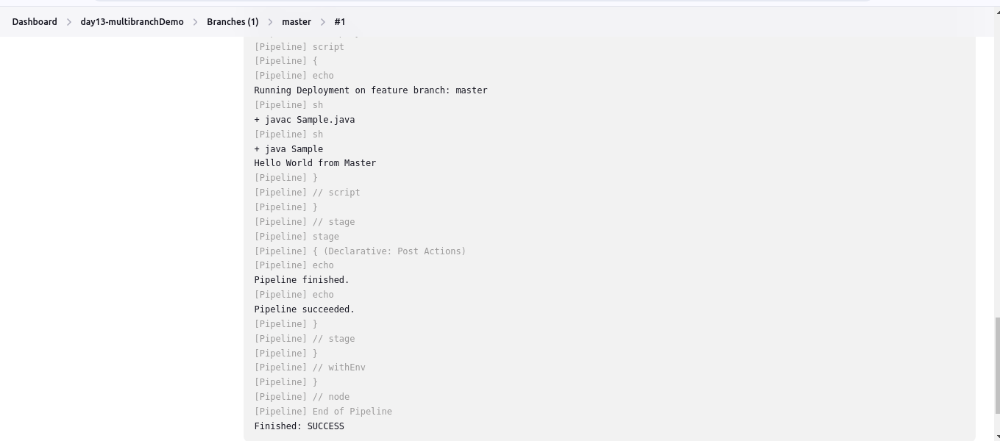 Dashboard > day13-multibranchDemo > Branches (1) > master > #1
[Pipeline] script
[Pipeline] {
[Pipeline] echo
Running Deployment on feature branch: master
[Pipeline] sh
+ javac Sample.java
[Pipeline] sh
+ java Sample
Hello World from Master
[Pipeline] }
[Pipeline] // script
[Pipeline] }
[Pipeline] // stage
[Pipeline] stage
[Pipeline] { (Declarative: Post Actions)
[Pipeline] echo
Pipeline finished.
[Pipeline] echo
Pipeline succeeded.
[Pipeline] }
[Pipeline] // stage
[Pipeline] }
[Pipeline] // withEnv
[Pipeline] }
[Pipeline] // node
[Pipeline] End of Pipeline
Finished: SUCCESS